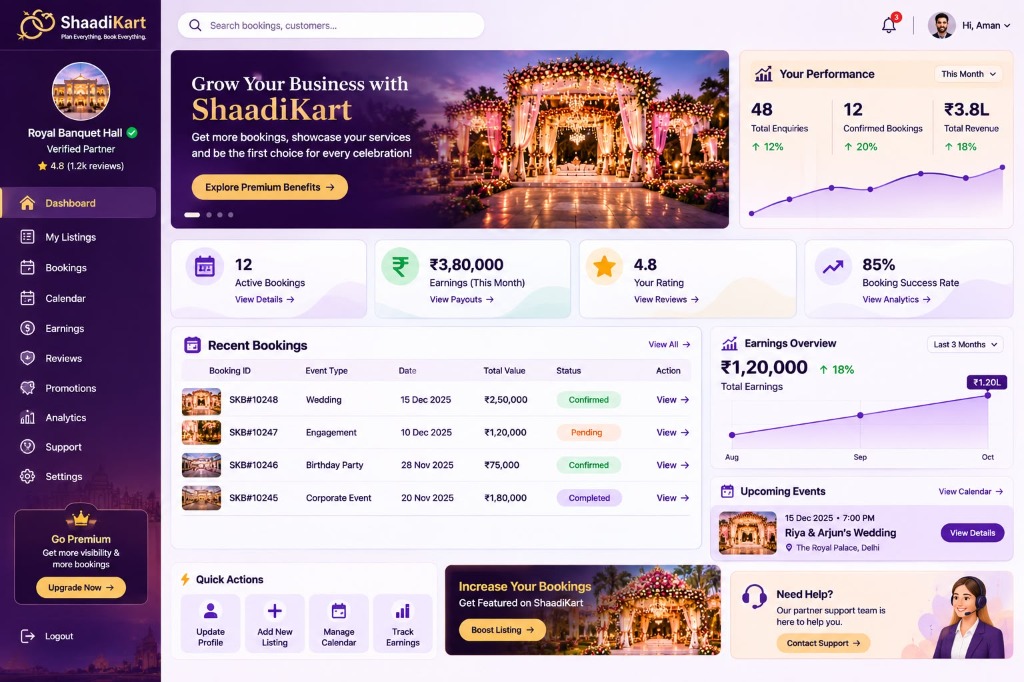 ShaadiKart
Plan Everything. Book Everything.
Royal Banquet Hall
Verified Partner
4.8 (1.2k reviews)
Dashboard
My Listings
Bookings
Calendar
Earnings
Reviews
Promotions
Analytics
Support
Settings
Go Premium
Get more visibility &
more bookings
Upgrade Now →
Logout
Search bookings, customers...
3
Hi, Aman
Grow Your Business with
ShaadiKart
Get more bookings, showcase your services
and be the first choice for every celebration!
Explore Premium Benefits →
Your Performance
This Month
48
Total Enquiries
↑ 12%
12
Confirmed Bookings
↑ 20%
₹3.8L
Total Revenue
↑ 18%
12
Active Bookings
View Details →
₹
₹3,80,000
Earnings (This Month)
View Payouts →
4.8
Your Rating
View Reviews →
85%
Booking Success Rate
View Analytics →
Recent Bookings
View All →
Booking ID Event Type Date Total Value Status Action
SKB#10248 Wedding 15 Dec 2025 ₹2,50,000 Confirmed View →
SKB#10247 Engagement 10 Dec 2025 ₹1,20,000 Pending View →
SKB#10246 Birthday Party 28 Nov 2025 ₹75,000 Confirmed View →
SKB#10245 Corporate Event 20 Nov 2025 ₹1,80,000 Completed View →
Earnings Overview
Last 3 Months
₹1,20,000 ↑ 18%
Total Earnings
₹1.20L
Aug Sep Oct
Upcoming Events
View Calendar →
15 Dec 2025 • 7:00 PM
Riya & Arjun's Wedding
The Royal Palace, Delhi
View Details
Quick Actions
Update
Profile
Add New
Listing
Manage
Calendar
Track
Earnings
Increase Your Bookings
Get Featured on ShaadiKart
Boost Listing →
Need Help?
Our partner support team is
here to help you.
Contact Support →